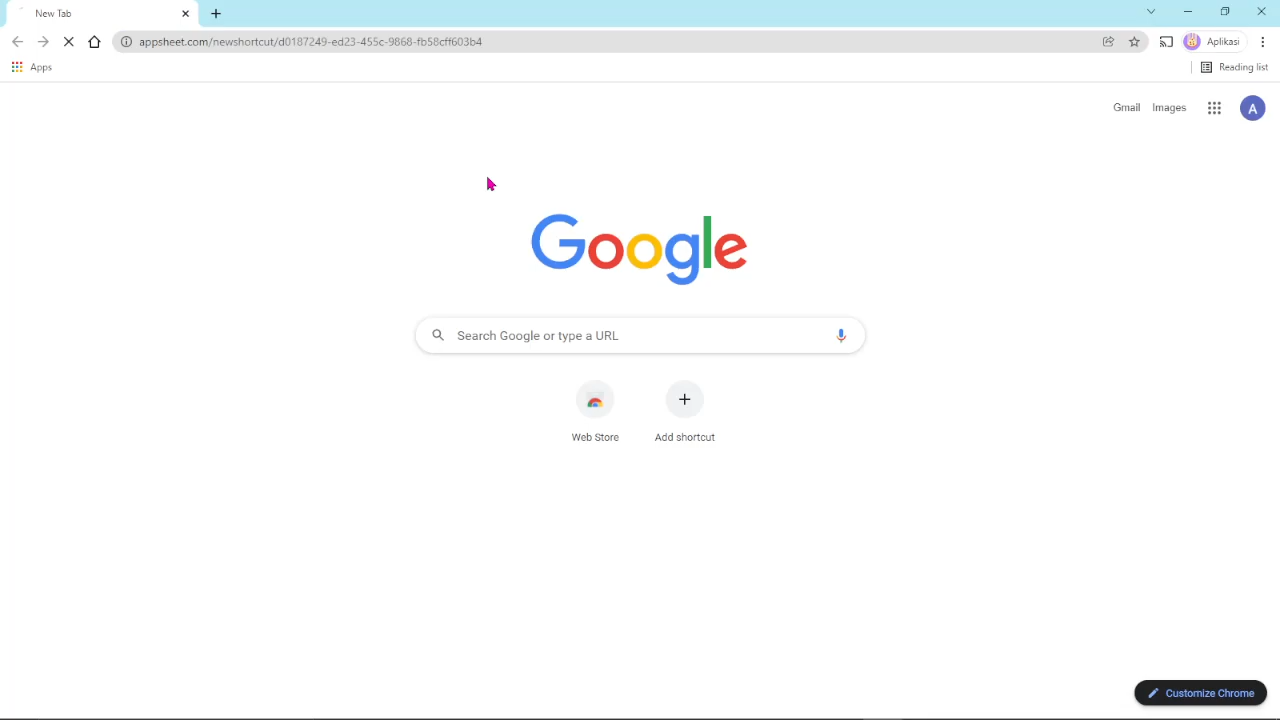 New Tab
appsheet.com/newshortcut/d0187249-ed23-455c-9868-fb58cff603b4
Aplikasi
Apps
Reading list
Gmail
Images
A
Google
Search Google or type a URL
Web Store
Add shortcut
Customize Chrome